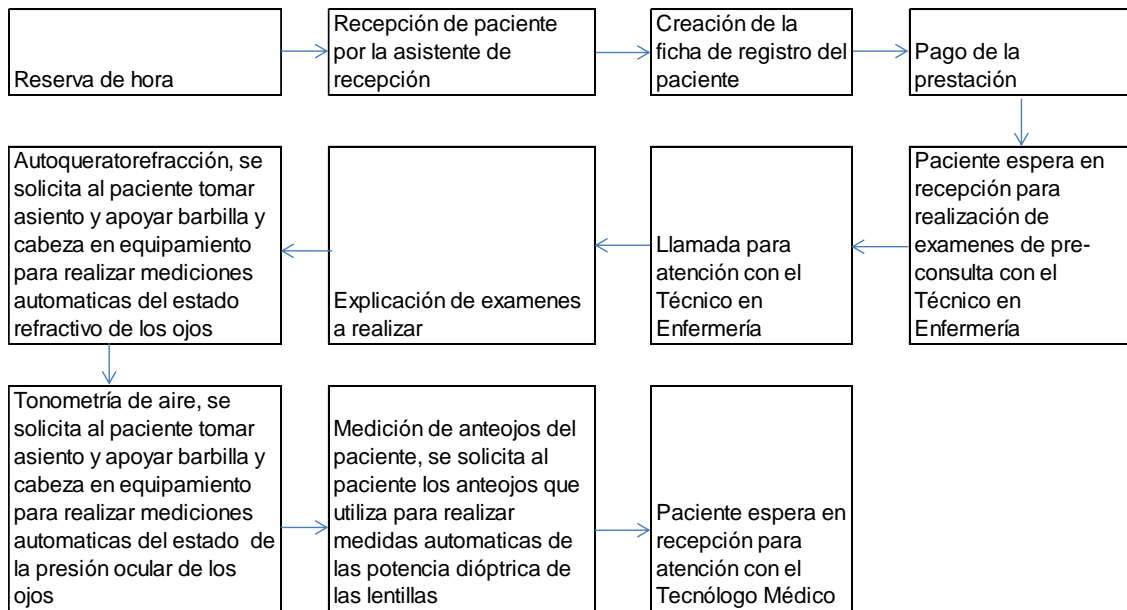 Reserva de hora
Recepción de paciente
por la asistente de
recepción
Creación de la
ficha de registro del
paciente
Pago de la
prestación
Paciente espera en
recepción para
realización de
examenes de pre-
consulta con el
Técnico en
Enfermería
Llamada para
atención con el
Técnico en
Enfermería
Explicación de examenes
a realizar
Autoqueratorefracción, se
solicita al paciente tomar
asiento y apoyar barbilla y
cabeza en equipamiento
para realizar mediciones
automaticas del estado
refractivo de los ojos
Tonometría de aire, se
solicita al paciente tomar
asiento y apoyar barbilla y
cabeza en equipamiento
para realizar mediciones
automaticas del estado  de
la presión ocular de los
ojos
Medición de anteojos del
paciente, se solicita al
paciente los anteojos que
utiliza para realizar
medidas automaticas de
las potencia dióptrica de
las lentillas
Paciente espera en
recepción para
atención con el
Tecnólogo Médico